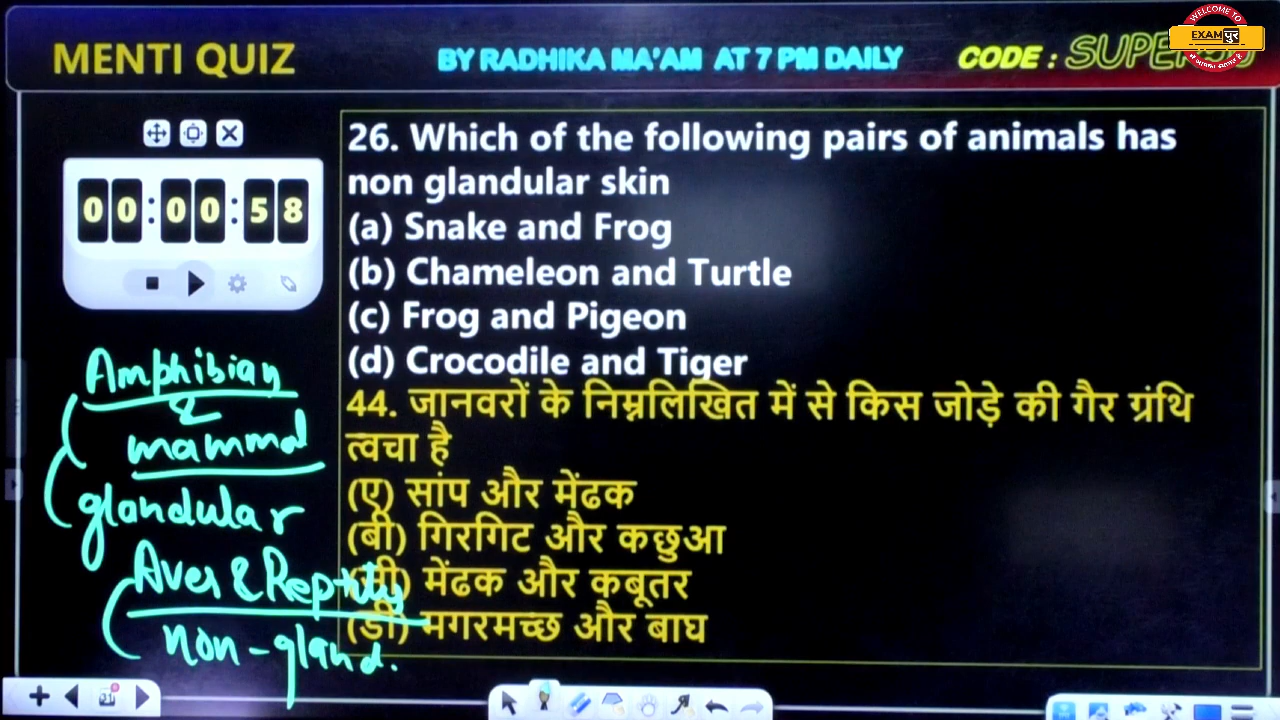 MENTI QUIZ
BY RADHIKA MA'AM AT 7 PM DAILY
CODE :
WELCOME TO
EXAM पुर
00:00:58
26. Which of the following pairs of animals has
non glandular skin
(a) Snake and Frog
(b) Chameleon and Turtle
(c) Frog and Pigeon
(d) Crocodile and Tiger
44. जानवरों के निम्नलिखित में से किस जोड़े की गैर ग्रंथि
त्वचा है
(ए) सांप और मेंढक
(बी) गिरगिट और कछुआ
मेंढक और कबूतर
(डी) मगरमच्छ और बाघ
Amphibian
&
mammal
glandular
Aves &
non-gland.